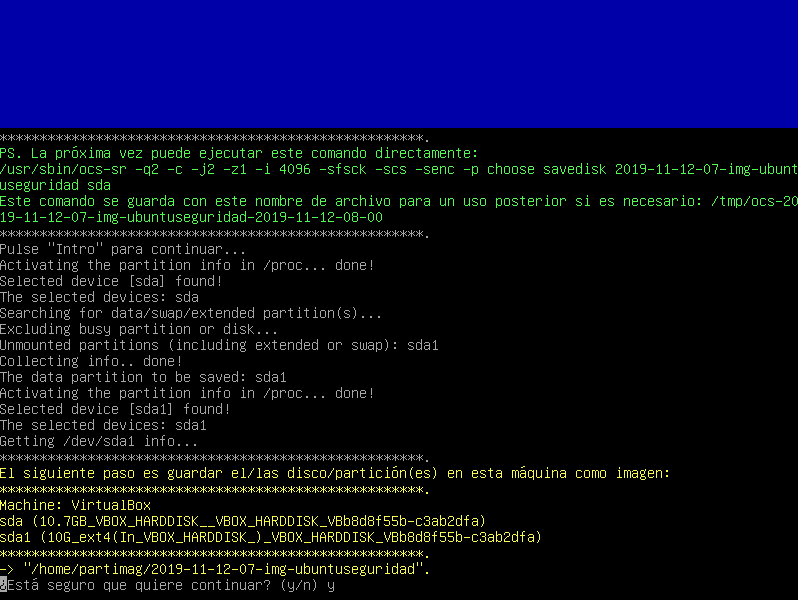 *****************************************************.
PS. La próxima vez puede ejecutar este comando directamente:
/usr/sbin/ocs-sr -q2 -c -j2 -z1 -i 4096 -sfsck -scs -senc -p choose savedisk 2019-11-12-07-img-ubunt
useguridad sda
Este comando se guarda con este nombre de archivo para un uso posterior si es necesario: /tmp/ocs-20
19-11-12-07-img-ubuntuseguridad-2019-11-12-08-00
*****************************************************.
Pulse "Intro" para continuar...
Activating the partition info in /proc... done!
Selected device [sda] found!
The selected devices: sda
Searching for data/swap/extended partition(s)...
Excluding busy partition or disk...
Unmounted partitions (including extended or swap): sda1
Collecting info.. done!
The data partition to be saved: sda1
Activating the partition info in /proc... done!
Selected device [sda1] found!
The selected devices: sda1
Getting /dev/sda1 info...
*****************************************************.
El siguiente paso es guardar el/las disco/partición(es) en esta máquina como imagen:
*****************************************************.
Machine: VirtualBox
sda (10.7GB_VBOX_HARDDISK__VBOX_HARDDISK_VBb8d8f55b-c3ab2dfa)
sda1 (10G_ext4(In_VBOX_HARDDISK_)_VBOX_HARDDISK_VBb8d8f55b-c3ab2dfa)
*****************************************************.
-> "/home/partimag/2019-11-12-07-img-ubuntuseguridad".
¿Está seguro que quiere continuar? (y/n) y